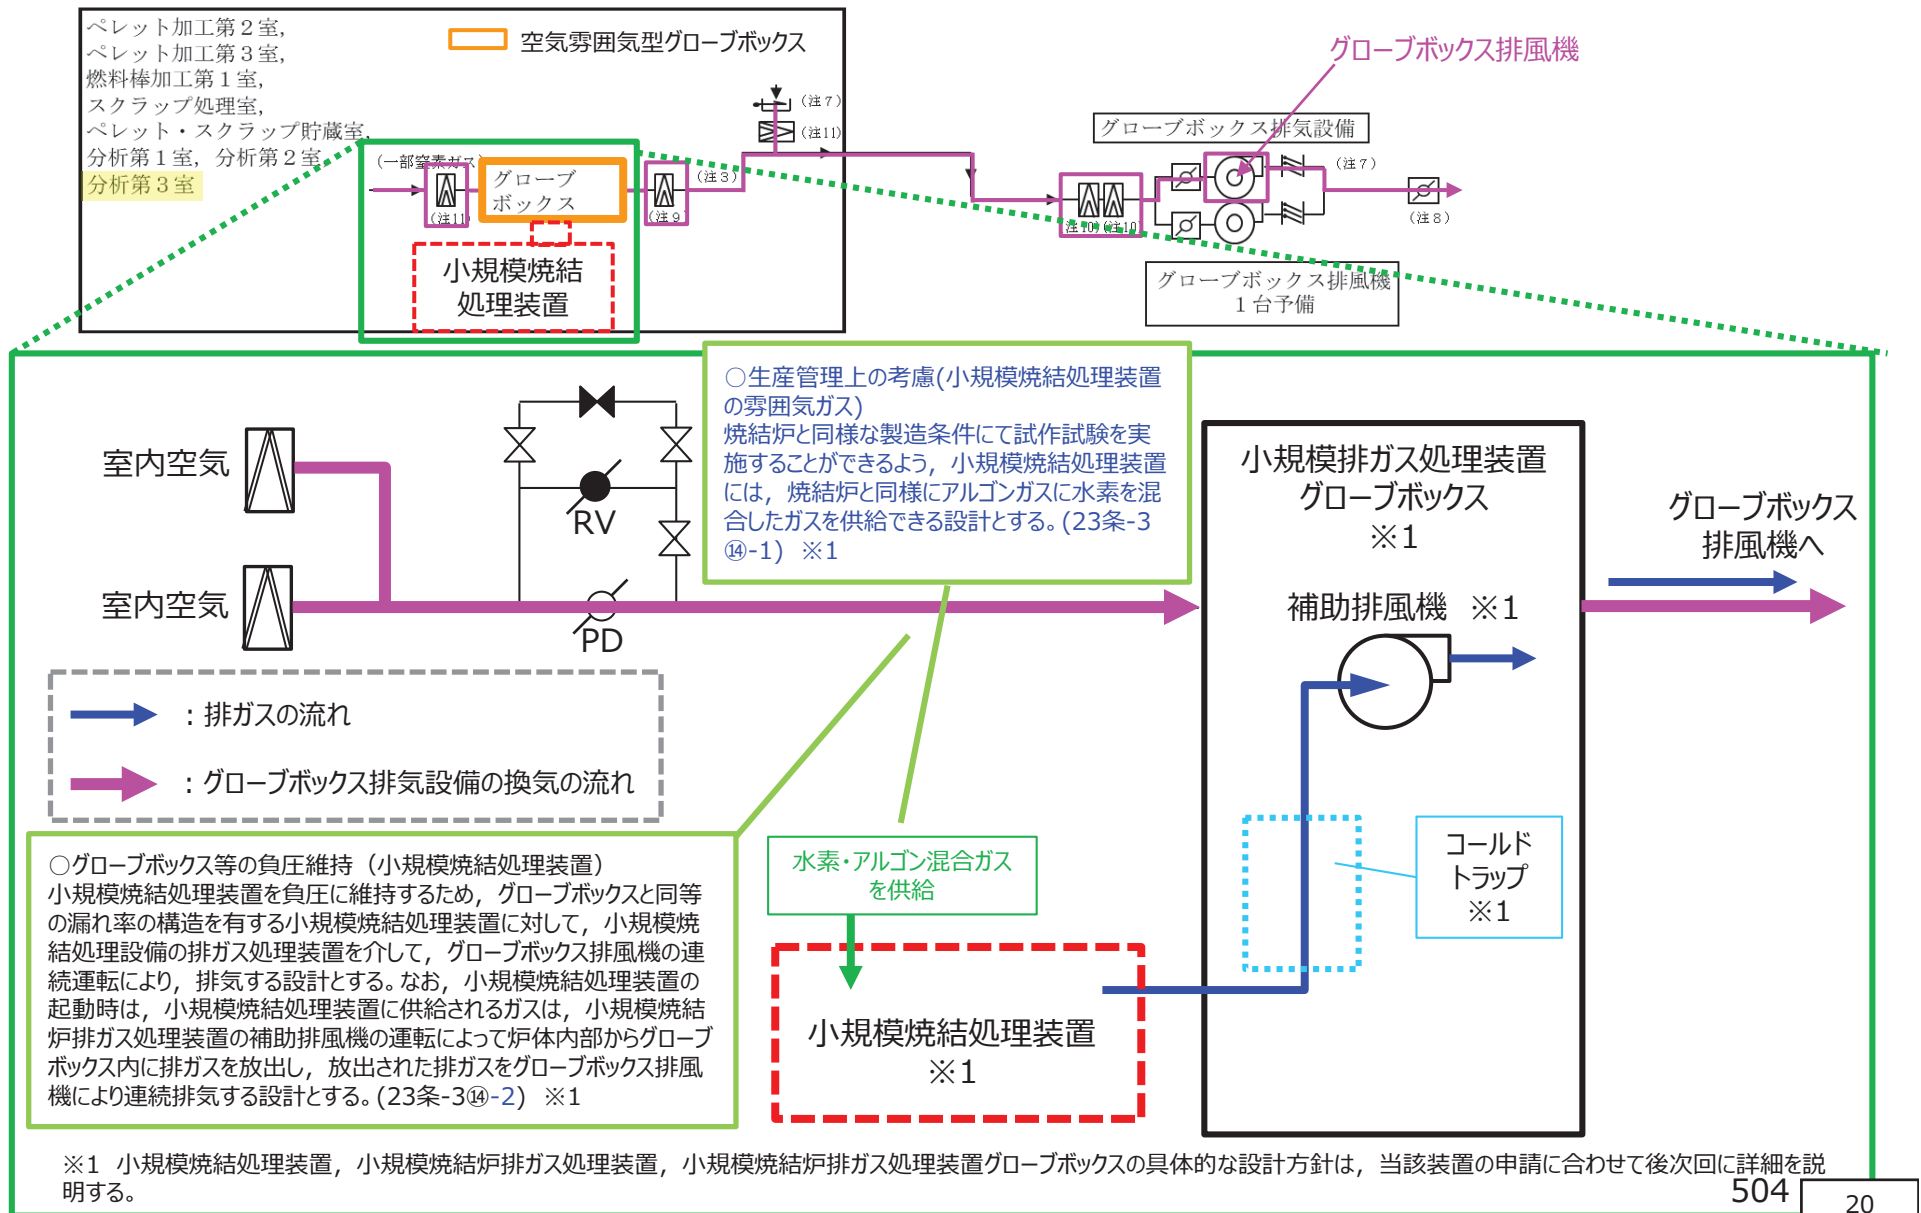 ペレット加工第２室，
ペレット加工第３室，
燃料棒加工第１室，
スクラップ処理室，
ペレット・スクラップ貯蔵室，
分析第１室，分析第２室
分析第３室
空気雰囲気型グローブボックス
(一部窒素ガス)
(注11)
グローブ
ボックス
(注９)
(注３)
(注７)
(注11)
小規模焼結
処理装置
グローブボックス排風機
グローブボックス排気設備
注10)(注10
(注７)
(注８)
グローブボックス排風機
１台予備
室内空気
室内空気
RV
PD
○生産管理上の考慮(小規模焼結処理装置
の雰囲気ガス)
焼結炉と同様な製造条件にて試作試験を実
施することができるよう，小規模焼結処理装置
には，焼結炉と同様にアルゴンガスに水素を混
合したガスを供給できる設計とする。(23条-3
⑭-1) ※1
小規模排ガス処理装置
グローブボックス
※1
補助排風機 ※1
グローブボックス
排風機へ
：排ガスの流れ
：グローブボックス排気設備の換気の流れ
○グローブボックス等の負圧維持（小規模焼結処理装置）
小規模焼結処理装置を負圧に維持するため，グローブボックスと同等
の漏れ率の構造を有する小規模焼結処理装置に対して，小規模焼
結処理設備の排ガス処理装置を介して，グローブボックス排風機の連
続運転により，排気する設計とする。なお，小規模焼結処理装置の
起動時は，小規模焼結処理装置に供給されるガスは，小規模焼結
炉排ガス処理装置の補助排風機の運転によって炉体内部からグローブ
ボックス内に排ガスを放出し，放出された排ガスをグローブボックス排風
機により連続排気する設計とする。(23条-3⑭-2) ※1
水素・アルゴン混合ガス
を供給
コールド
トラップ
※1
小規模焼結処理装置
※1
※1 小規模焼結処理装置，小規模焼結炉排ガス処理装置，小規模焼結炉排ガス処理装置グローブボックスの具体的な設計方針は，当該装置の申請に合わせて後次回に詳細を説
明する。
504
20